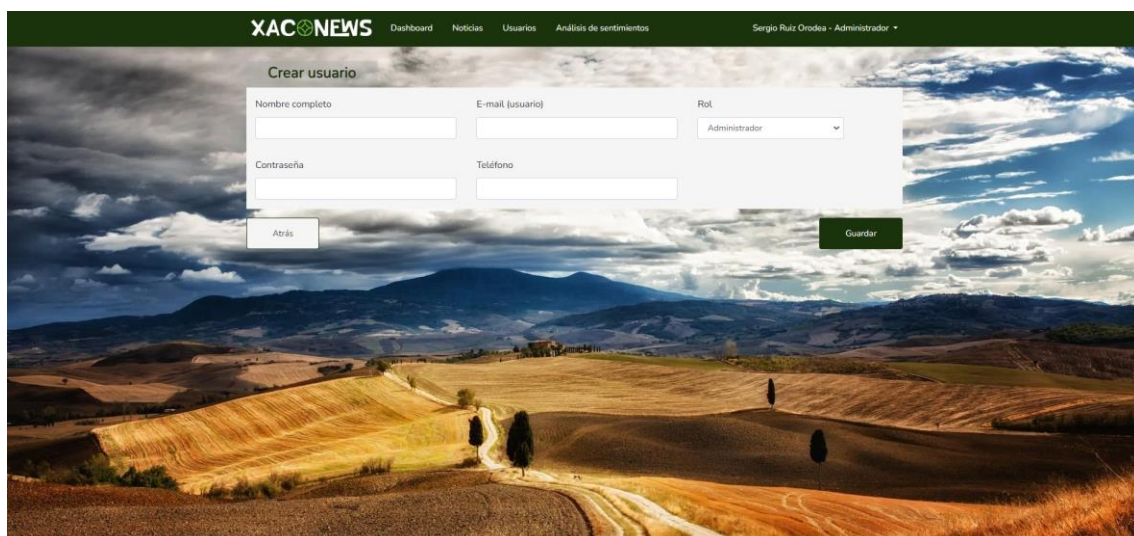 XACONEWS Dashboard Noticias Usuarios Análisis de sentimientos Sergio Ruiz Orodea - Administrador
Crear usuario
Nombre completo E-mail (usuario) Rol
Administrador
Contraseña Teléfono
Atrás Guardar